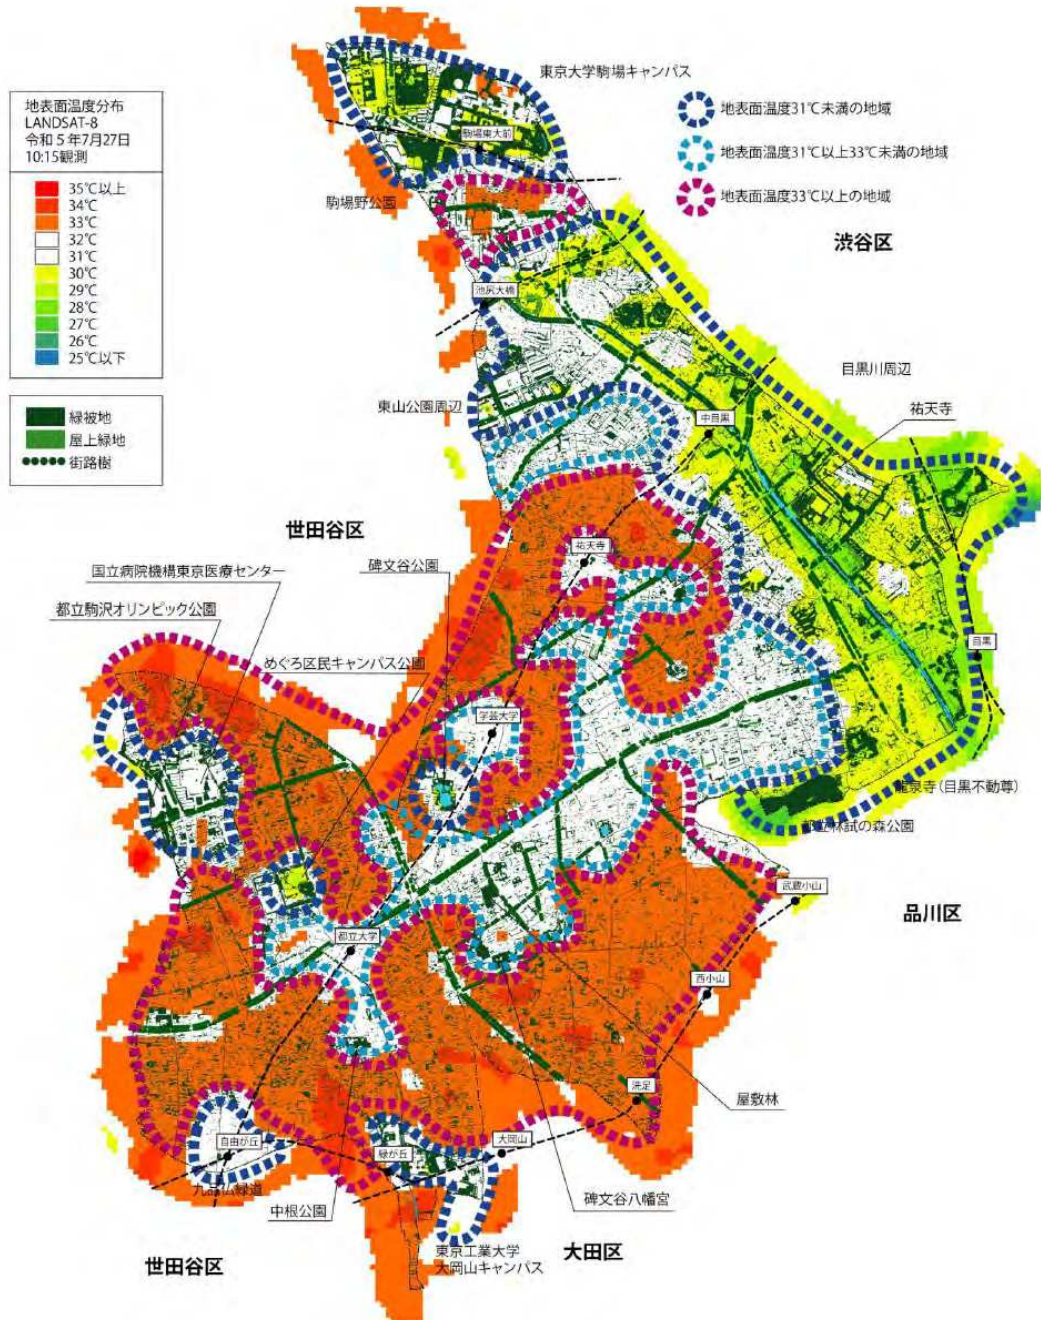 東京大学駒場キャンパス
地表面温度分布
LANDSAT-8
令和5年7月27日
10:15観測
35℃以上
34℃
33℃
32℃
31℃
30℃
29℃
28℃
27℃
26℃
25℃以下
緑被地
屋上緑地
街路樹
地表面温度31℃未満の地域
地表面温度31℃以上33℃未満の地域
地表面温度33℃以上の地域
駒場東大前
駒場野公園
渋谷区
池尻大橋
目黒川周辺
東山公園周辺
祐天寺
中目黒
世田谷区
祐天寺
碑文谷公園
国立病院機構東京医療センター
都立駒沢オリンピック公園
めぐろ区民キャンパス公園
目黒
学芸大学
龍泉寺(目黒不動尊)
都立林試の森公園
武蔵小山
品川区
都立大学
西小山
洗足
屋敷林
自由が丘
大岡山
緑が丘
九品仏緑道
中根公園
碑文谷八幡宮
東京工業大学
大岡山キャンパス
大田区
世田谷区